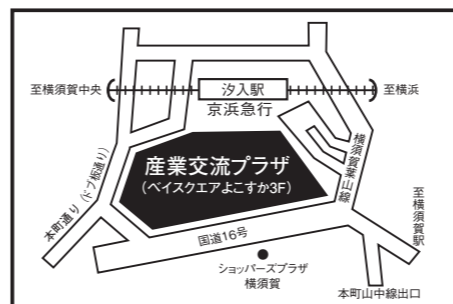 汐入駅
至横須賀中央
至横浜
京浜急行
産業交流プラザ
(ベイスクエアよこすか3F)
横須賀葉山線
本町通り(ドブ板通り)
至横須賀駅
国道16号
ショッパーズプラザ
横須賀
本町山中線出口